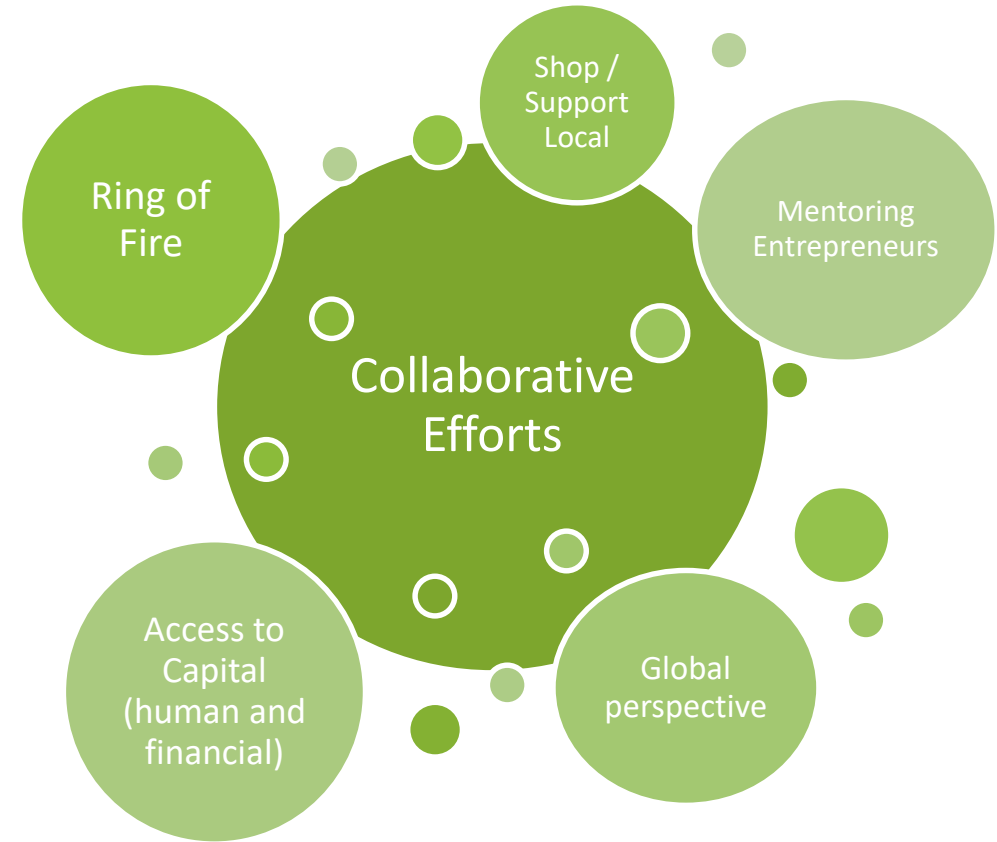 Shop /
Support
Local
Ring of
Fire
Mentoring
Entrepreneurs
Collaborative
Efforts
Access to
Capital
(human and
financial)
Global
perspective